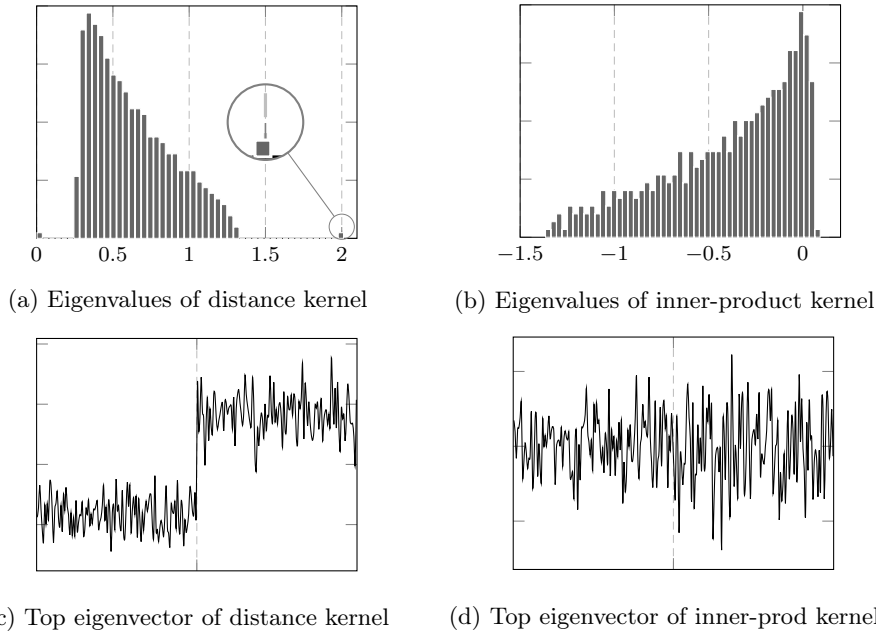 0 0.5 1 1.5 2
−1.5 −1 −0.5 0
(a) Eigenvalues of distance kernel
(b) Eigenvalues of inner-product kernel
c) Top eigenvector of distance kernel
(d) Top eigenvector of inner-prod kernel